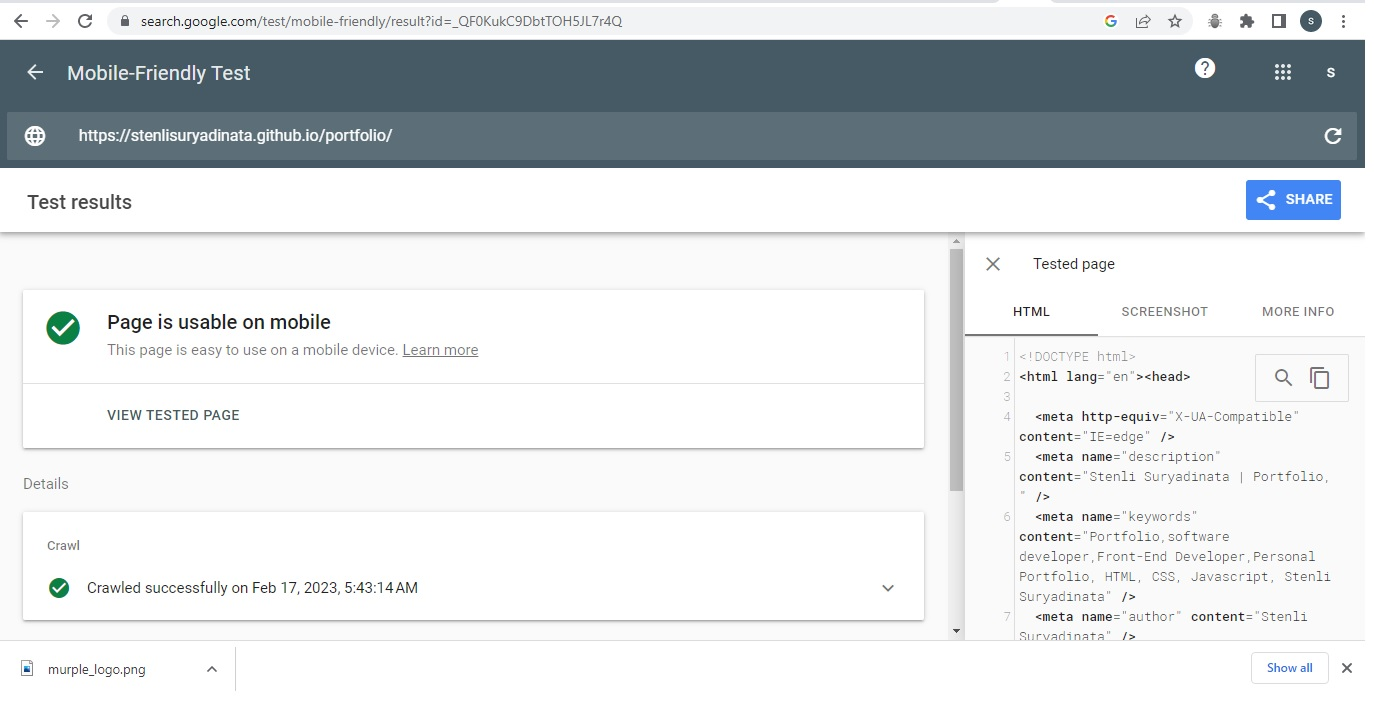 search.google.com/test/mobile-friendly/result?id=_QF0KukC9DbtTOH5JL7r4Q
S
Mobile-Friendly Test
?
S
https://stenlisuryadinata.github.io/portfolio/
Test results
SHARE
Page is usable on mobile
This page is easy to use on a mobile device. Learn more
VIEW TESTED PAGE
Details
Crawl
Crawled successfully on Feb 17, 2023, 5:43:14 AM
Tested page
HTML
SCREENSHOT
MORE INFO
1 <!DOCTYPE html>
2 <html lang="en"><head>
3
4 <meta http-equiv="X-UA-Compatible"
content="IE=edge" />
5 <meta name="description"
content="Stenli Suryadinata | Portfolio,
" />
6 <meta name="keywords"
content="Portfolio,software
developer,Front-End Developer,Personal
Portfolio, HTML, CSS, Javascript, Stenli
Suryadinata" />
7 <meta name="author" content="Stenli
Suryadinata" />
murple_logo.png
Show all